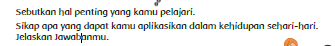 Sebutkan hal penting yang kamu pelajari.
Sikap apa yang dapat kamu aplikasikan dalam kehidupan sehari-hari.
Jelaskan Jawabanmu.